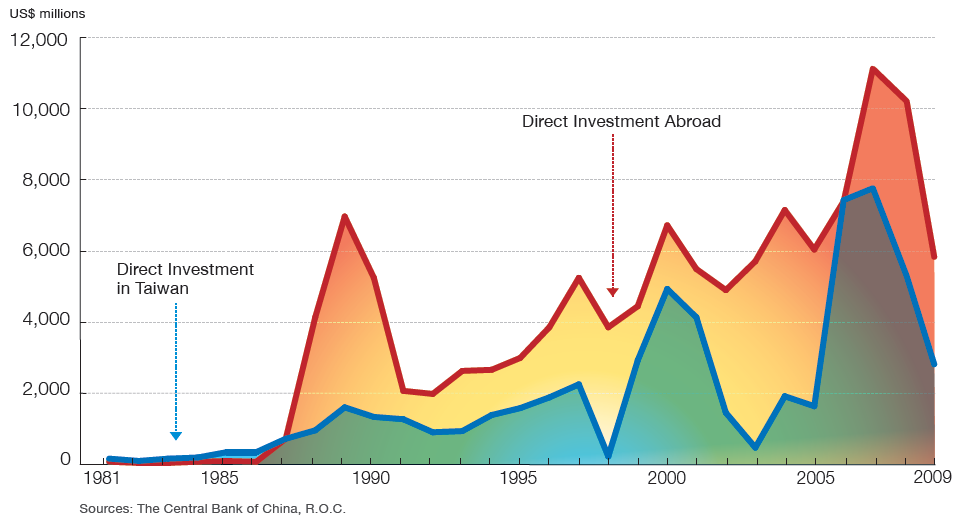 US$ millions
12,000
10,000
Direct Investment Abroad
8,000
6,000
Direct Investment
in Taiwan
4,000
2,000
0
1981 1985 1990 1995 2000 2005 2009
Sources: The Central Bank of China, R.O.C.